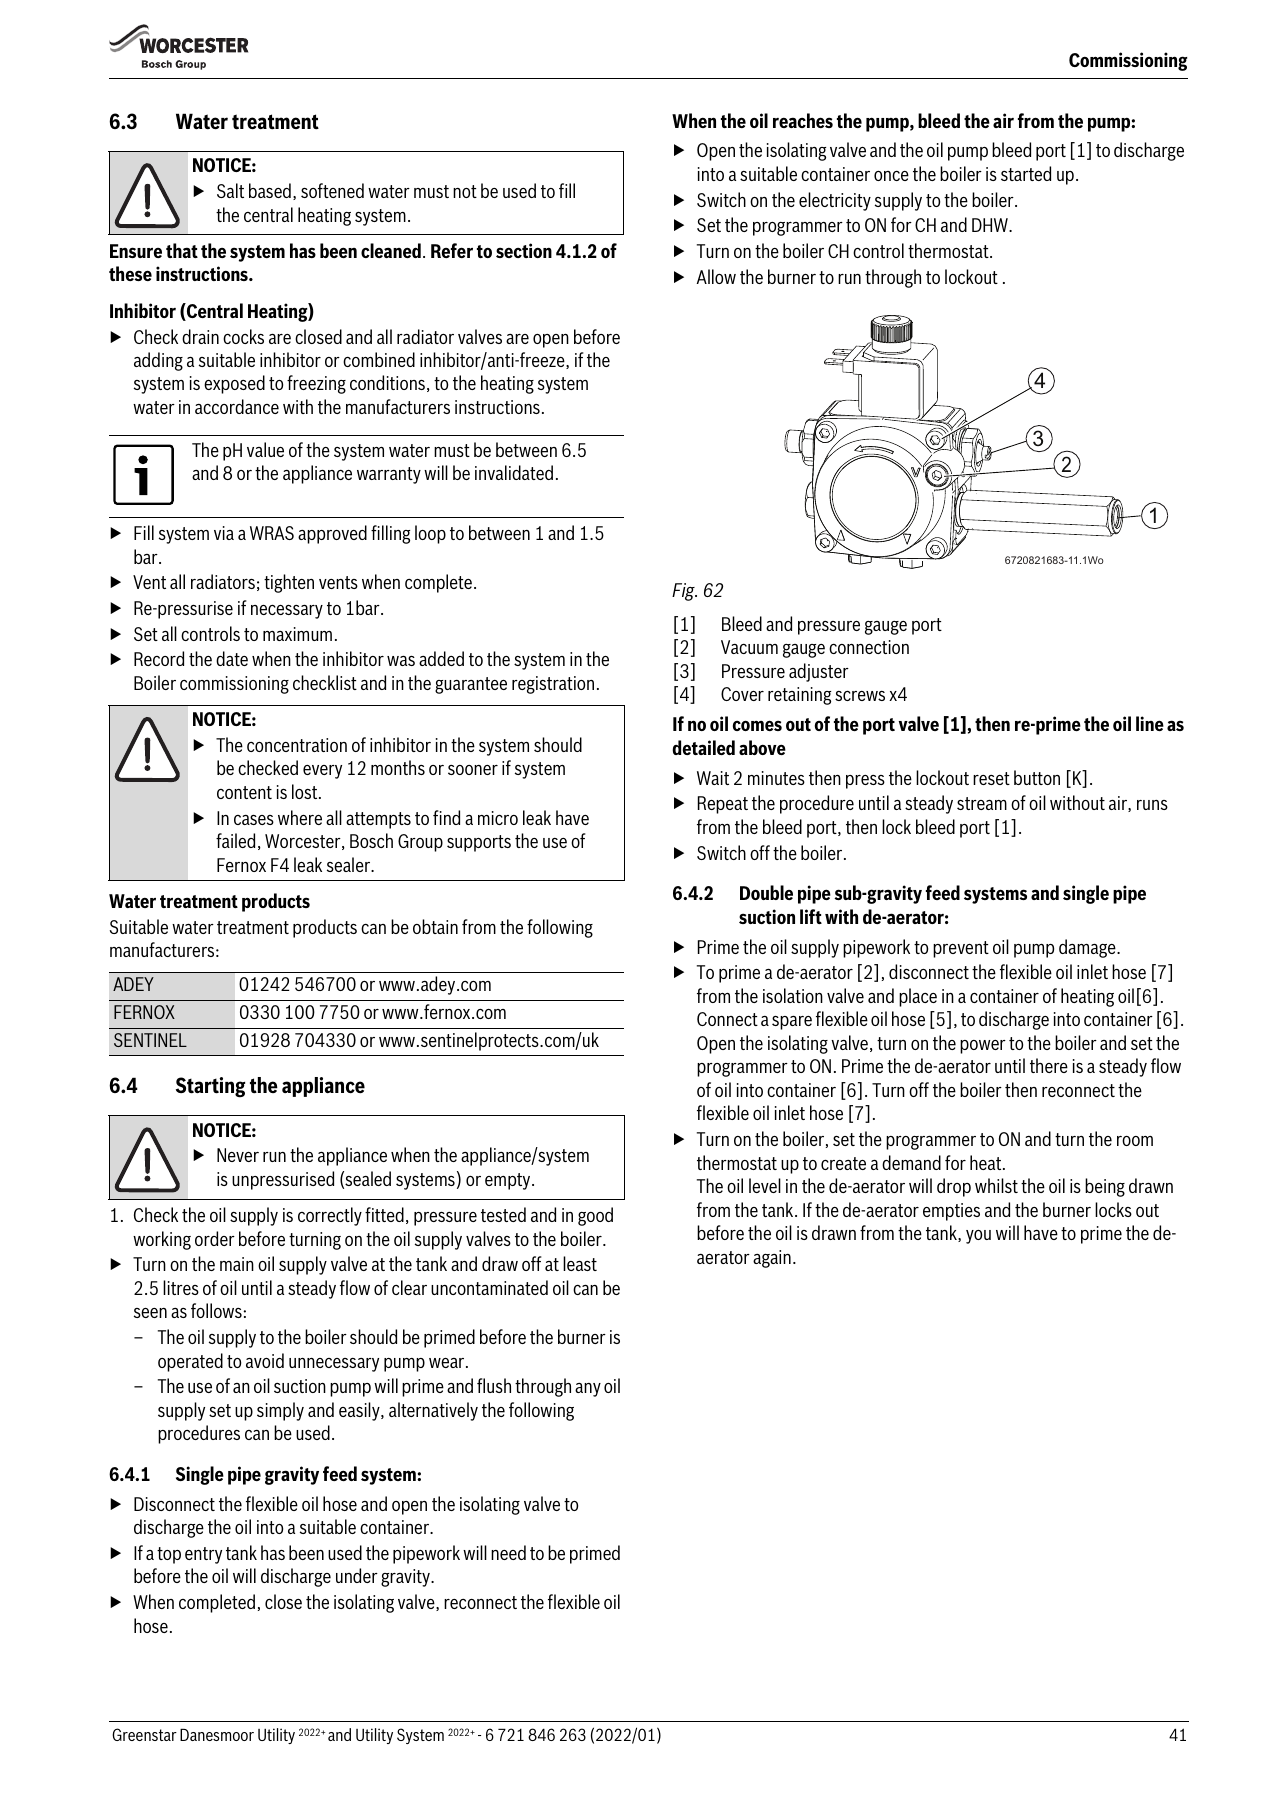 WORCESTER
Bosch Group
Commissioning
6.3 Water treatment
NOTICE:
▶ Salt based, softened water must not be used to fill
the central heating system.
Ensure that the system has been cleaned. Refer to section 4.1.2 of
these instructions.
Inhibitor (Central Heating)
▶ Check drain cocks are closed and all radiator valves are open before
adding a suitable inhibitor or combined inhibitor/anti-freeze, if the
system is exposed to freezing conditions, to the heating system
water in accordance with the manufacturers instructions.
The pH value of the system water must be between 6.5
and 8 or the appliance warranty will be invalidated.
▶ Fill system via a WRAS approved filling loop to between 1 and 1.5
bar.
▶ Vent all radiators; tighten vents when complete.
▶ Re-pressurise if necessary to 1bar.
▶ Set all controls to maximum.
▶ Record the date when the inhibitor was added to the system in the
Boiler commissioning checklist and in the guarantee registration.
NOTICE:
▶ The concentration of inhibitor in the system should
be checked every 12 months or sooner if system
content is lost.
▶ In cases where all attempts to find a micro leak have
failed, Worcester, Bosch Group supports the use of
Fernox F4 leak sealer.
Water treatment products
Suitable water treatment products can be obtain from the following
manufacturers:
ADEY 01242 546700 or www.adey.com
FERNOX 0330 100 7750 or www.fernox.com
SENTINEL 01928 704330 or www.sentinelprotects.com/uk
6.4 Starting the appliance
NOTICE:
▶ Never run the appliance when the appliance/system
is unpressurised (sealed systems) or empty.
1. Check the oil supply is correctly fitted, pressure tested and in good
working order before turning on the oil supply valves to the boiler.
▶ Turn on the main oil supply valve at the tank and draw off at least
2.5 litres of oil until a steady flow of clear uncontaminated oil can be
seen as follows:
– The oil supply to the boiler should be primed before the burner is
operated to avoid unnecessary pump wear.
– The use of an oil suction pump will prime and flush through any oil
supply set up simply and easily, alternatively the following
procedures can be used.
6.4.1 Single pipe gravity feed system:
▶ Disconnect the flexible oil hose and open the isolating valve to
discharge the oil into a suitable container.
▶ If a top entry tank has been used the pipework will need to be primed
before the oil will discharge under gravity.
▶ When completed, close the isolating valve, reconnect the flexible oil
hose.
When the oil reaches the pump, bleed the air from the pump:
▶ Open the isolating valve and the oil pump bleed port [1] to discharge
into a suitable container once the boiler is started up.
▶ Switch on the electricity supply to the boiler.
▶ Set the programmer to ON for CH and DHW.
▶ Turn on the boiler CH control thermostat.
▶ Allow the burner to run through to lockout .
4
3
2
V
1
6720821683-11.1Wo
Fig. 62
[1] Bleed and pressure gauge port
[2] Vacuum gauge connection
[3] Pressure adjuster
[4] Cover retaining screws x4
If no oil comes out of the port valve [1], then re-prime the oil line as
detailed above
▶ Wait 2 minutes then press the lockout reset button [K].
▶ Repeat the procedure until a steady stream of oil without air, runs
from the bleed port, then lock bleed port [1].
▶ Switch off the boiler.
6.4.2 Double pipe sub-gravity feed systems and single pipe
suction lift with de-aerator:
▶ Prime the oil supply pipework to prevent oil pump damage.
▶ To prime a de-aerator [2], disconnect the flexible oil inlet hose [7]
from the isolation valve and place in a container of heating oil[6].
Connect a spare flexible oil hose [5], to discharge into container [6].
Open the isolating valve, turn on the power to the boiler and set the
programmer to ON. Prime the de-aerator until there is a steady flow
of oil into container [6]. Turn off the boiler then reconnect the
flexible oil inlet hose [7].
▶ Turn on the boiler, set the programmer to ON and turn the room
thermostat up to create a demand for heat.
The oil level in the de-aerator will drop whilst the oil is being drawn
from the tank. If the de-aerator empties and the burner locks out
before the oil is drawn from the tank, you will have to prime the de-
aerator again.
Greenstar Danesmoor Utility 2022+ and Utility System 2022+ - 6 721 846 263 (2022/01)
41